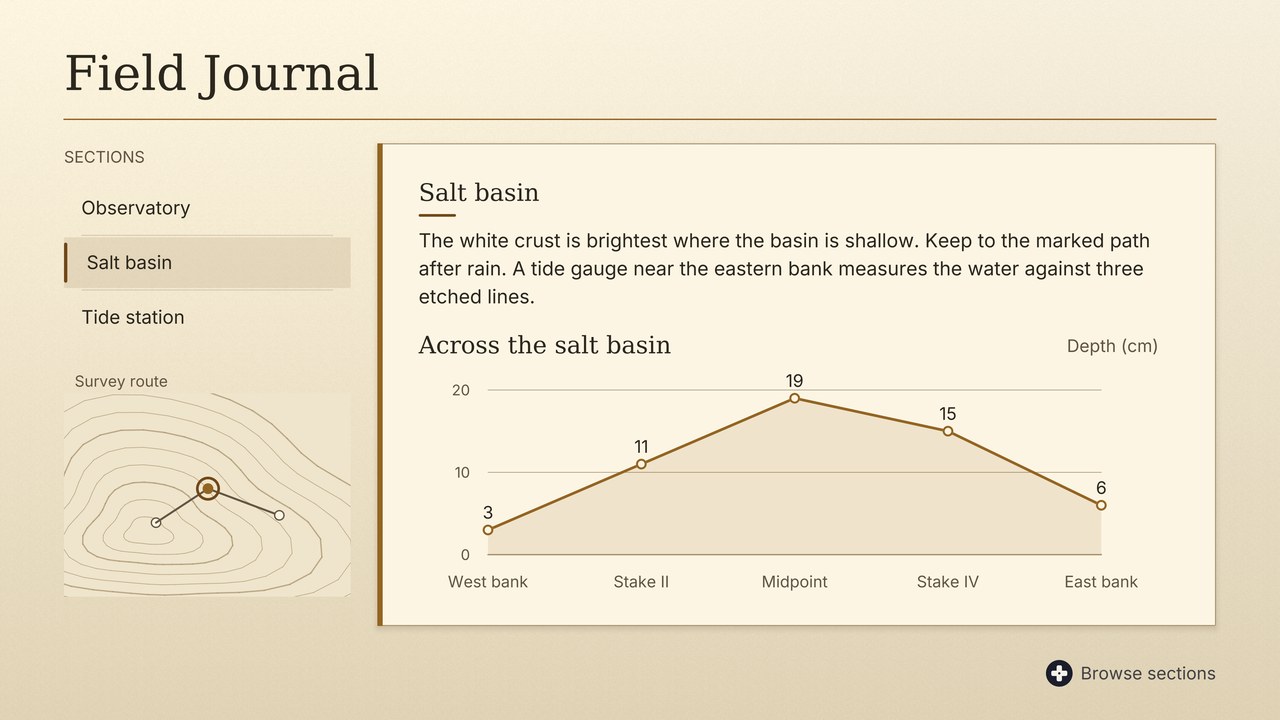 Field Journal
SECTIONS
Observatory
Salt basin
Tide station
Survey route
Salt basin
The white crust is brightest where the basin is shallow. Keep to the marked path
after rain. A tide gauge near the eastern bank measures the water against three
etched lines.
Across the salt basin
Depth (cm)
20
10
0
3
11
19
15
6
West bank
Stake II
Midpoint
Stake IV
East bank
Browse sections